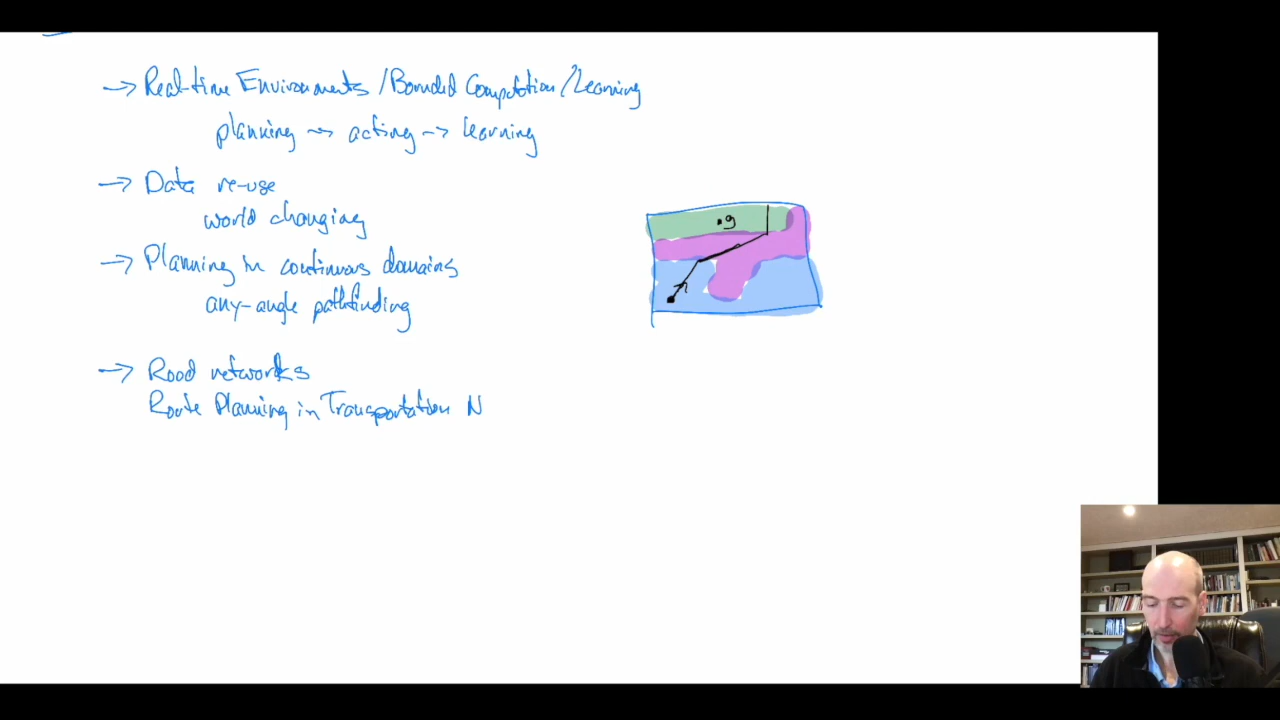 → Real-time Environments / Bounded Computation / Learning
planning → acting → learning
→ Data re-use
world changing
→ Planning in continuous domains
any-angle pathfinding
→ Road networks
Route Planning in Transportation N
g